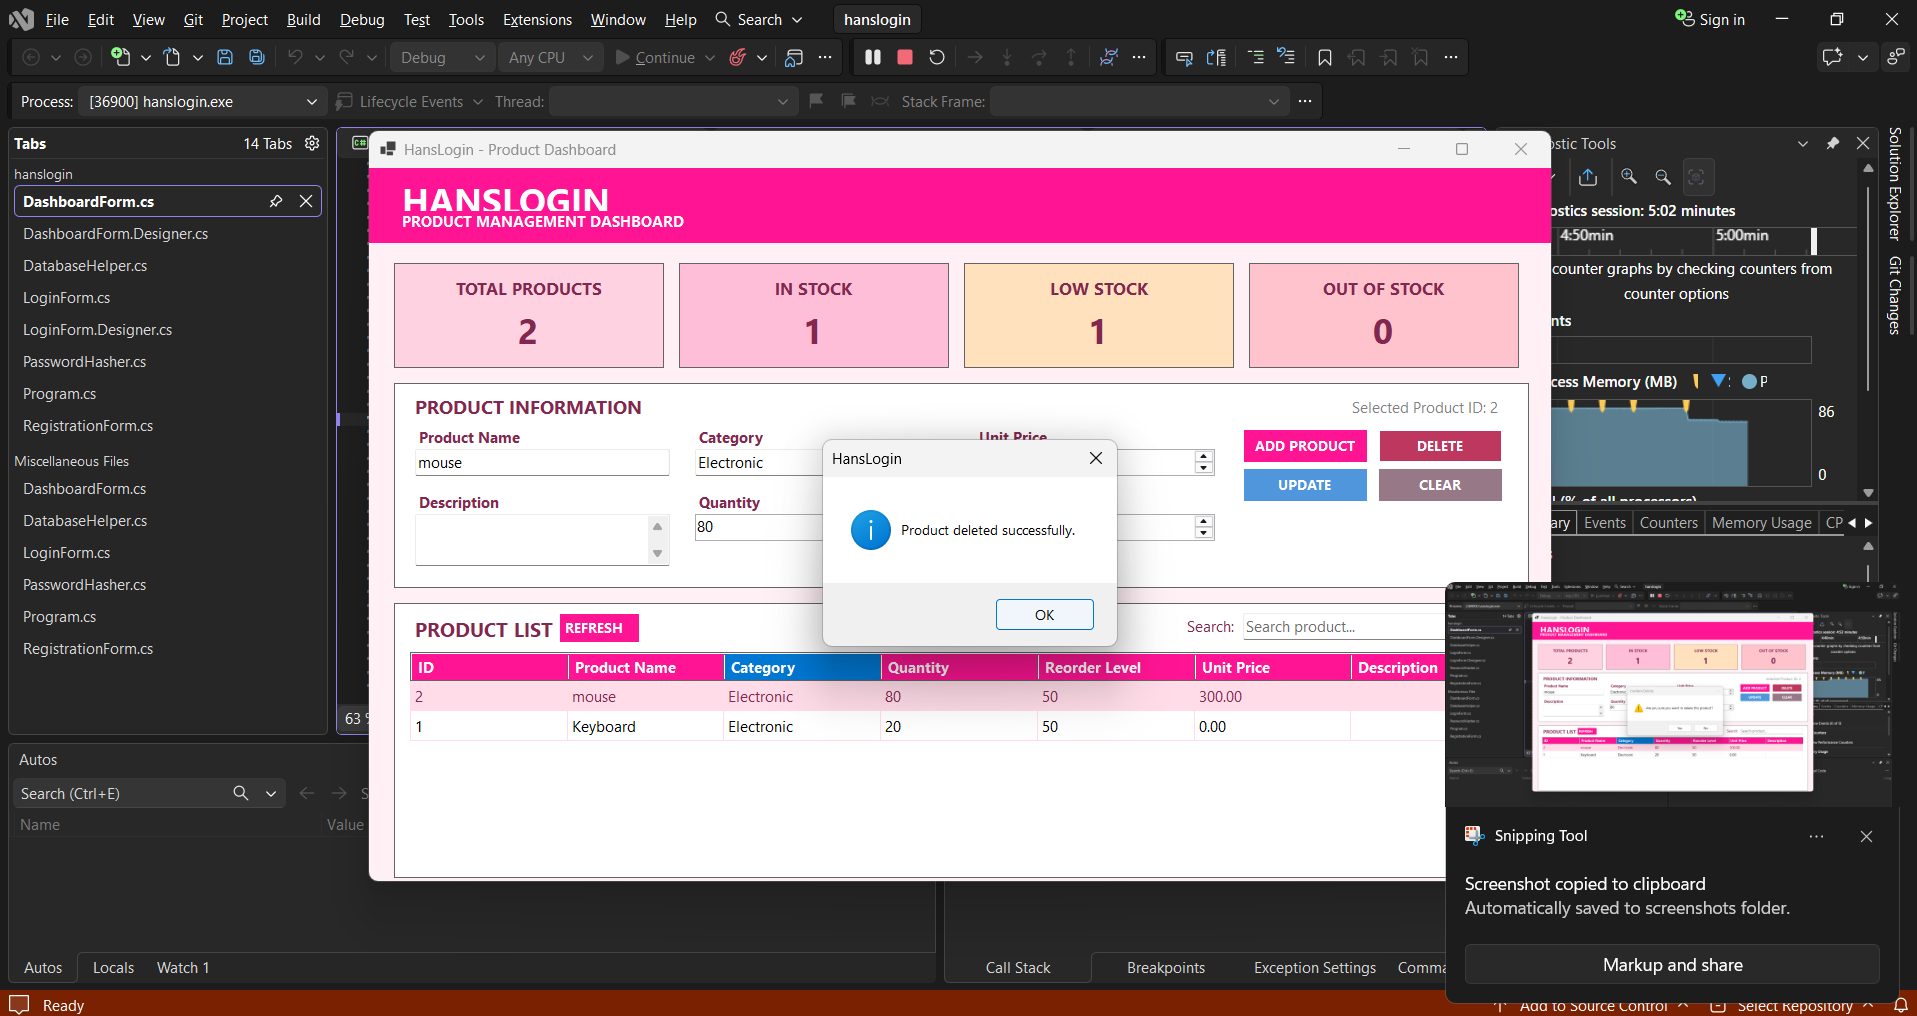 File Edit View Git Project Build Debug Test Tools Extensions Window Help Search hanslogin Sign in
Debug Any CPU Continue
Process: [36900] hanslogin.exe Lifecycle Events Thread: Stack Frame:
Tabs 14 Tabs
hanslogin
DashboardForm.cs
DashboardForm.Designer.cs
DatabaseHelper.cs
LoginForm.cs
LoginForm.Designer.cs
PasswordHasher.cs
Program.cs
RegistrationForm.cs
Miscellaneous Files
DashboardForm.cs
DatabaseHelper.cs
LoginForm.cs
PasswordHasher.cs
Program.cs
RegistrationForm.cs
C#
63 %
HansLogin - Product Dashboard
HANSLOGIN
PRODUCT MANAGEMENT DASHBOARD
TOTAL PRODUCTS IN STOCK LOW STOCK OUT OF STOCK
2 1 1 0
PRODUCT INFORMATION Selected Product ID: 2
Product Name Category Unit Price
mouse Electronic
Description Quantity
80
ADD PRODUCT DELETE
UPDATE CLEAR
HansLogin
Product deleted successfully.
OK
PRODUCT LIST REFRESH Search: Search product...
ID Product Name Category Quantity Reorder Level Unit Price Description
2 mouse Electronic 80 50 300.00
1 Keyboard Electronic 20 50 0.00
ostic Tools
ostics session: 5:02 minutes
4:50min 5:00min
counter graphs by checking counters from
counter options
nts
cess Memory (MB)
86
0
(% of all processors)
ary Events Counters Memory Usage CP
Solution Explorer
Git Changes
Autos
Search (Ctrl+E)
Name Value
Autos Locals Watch 1
Call Stack Breakpoints Exception Settings Comma
Snipping Tool
Screenshot copied to clipboard
Automatically saved to screenshots folder.
Markup and share
Ready Add to Source Control Select Repository